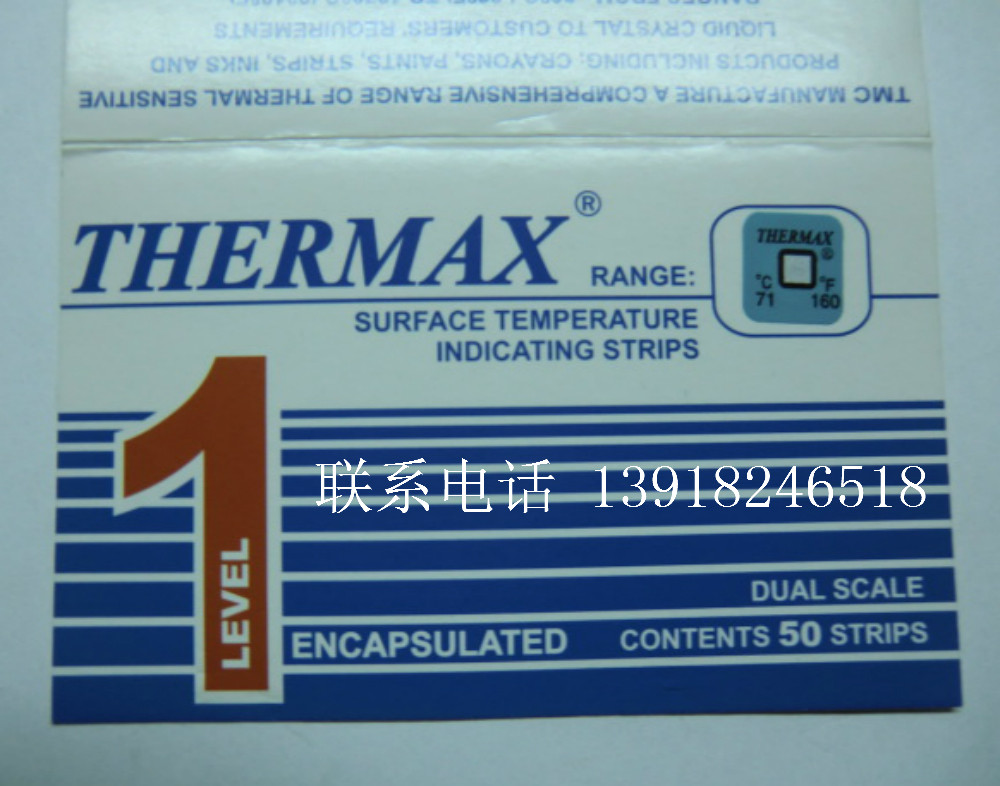 LIQUID CRYSTAL TO CUSTOMERS' REQUIREMENTS
PRODUCTS INCLUDING: CRAYONS, PAINTS, STRIPS, INKS AND
TMC MANUFACTURE A COMPREHENSIVE RANGE OF THERMAL SENSITIVE
THERMAX®
RANGE:
THERMAX®
°C °F
71 160
SURFACE TEMPERATURE
INDICATING STRIPS
1
LEVEL
联系电话 13918246518
DUAL SCALE
ENCAPSULATED CONTENTS 50 STRIPS